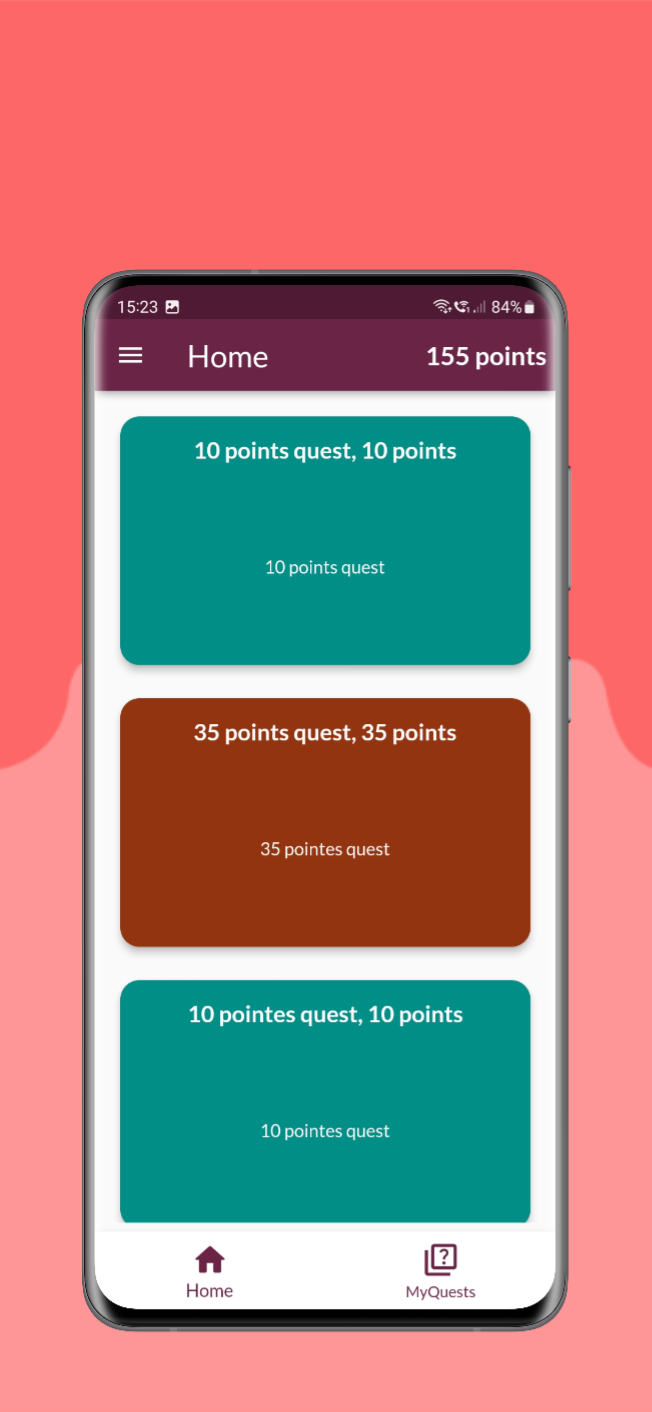 15:23 84%
Home 155 points
10 points quest, 10 points
10 points quest
35 points quest, 35 points
35 pointes quest
10 pointes quest, 10 points
10 pointes quest
Home MyQuests